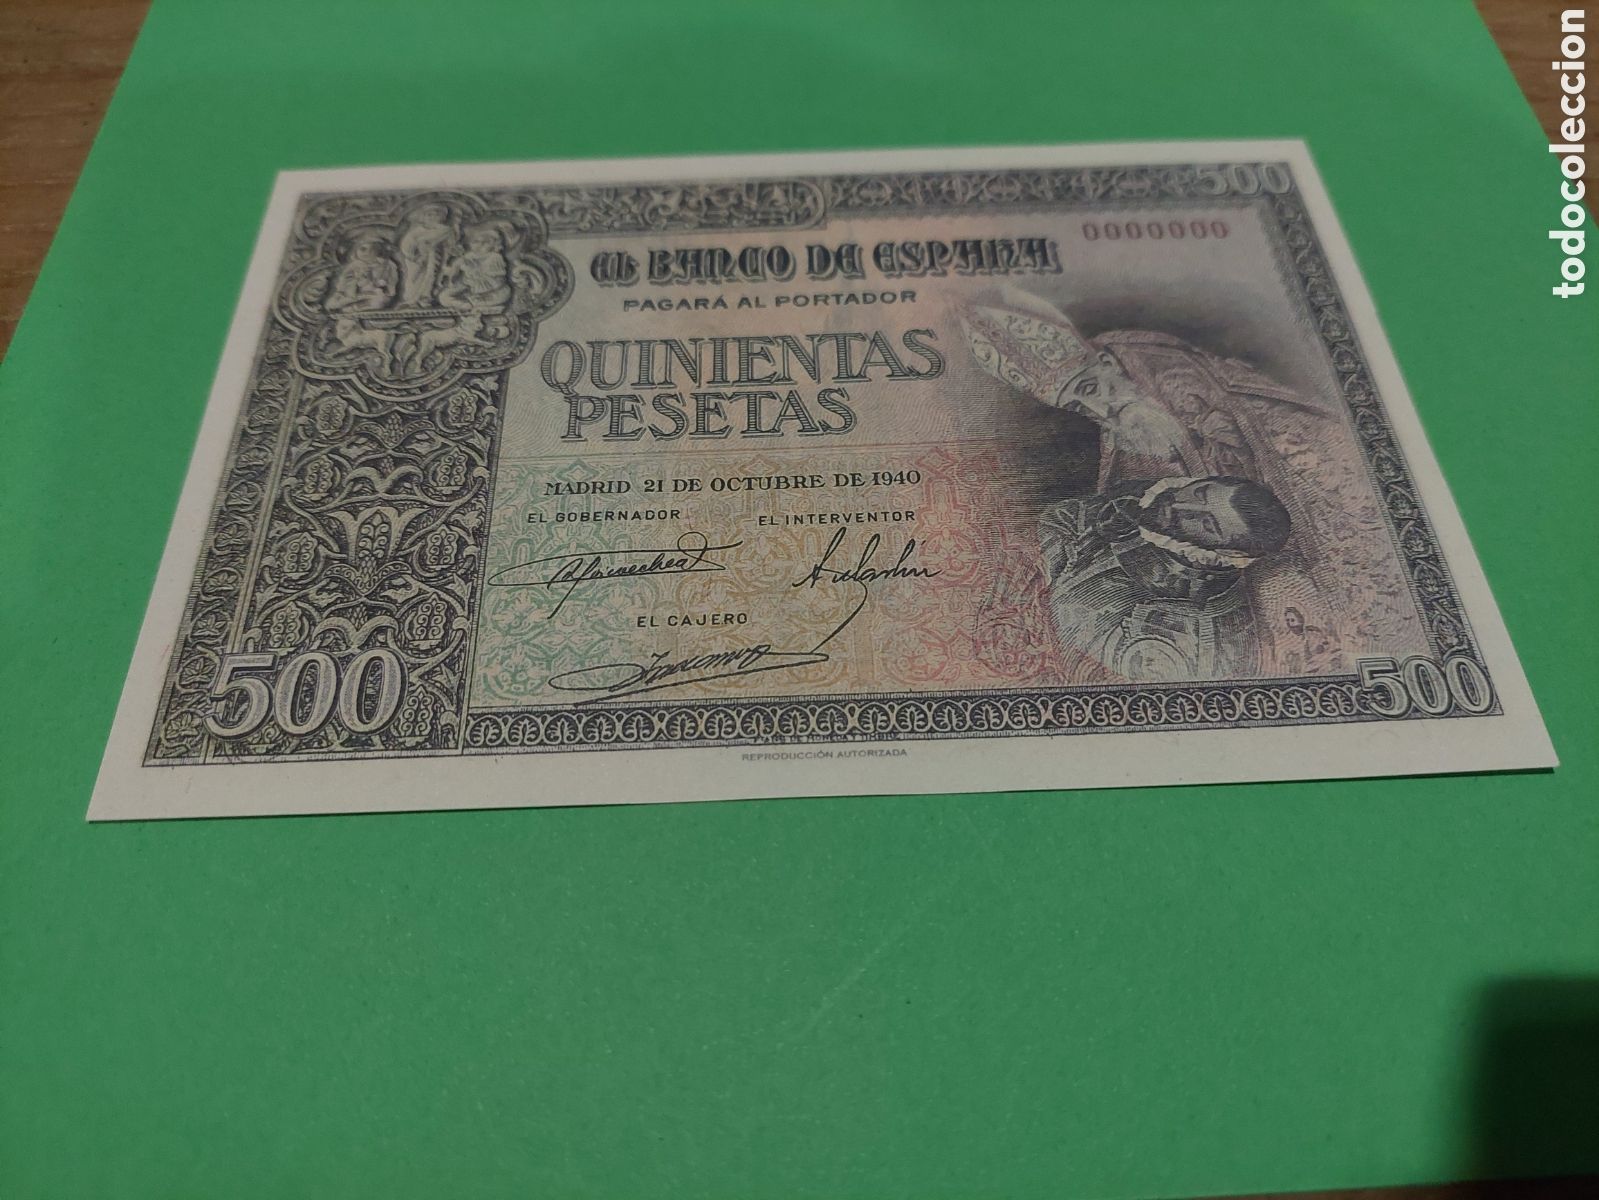 500
0000000
EL BANCO DE ESPAÑA
PAGARÁ AL PORTADOR
QUINIENTAS
PESETAS
MADRID 21 DE OCTUBRE DE 1940
EL GOBERNADOR EL INTERVENTOR
EL CAJERO
500
500
REPRODUCCIÓN AUTORIZADA
todocoleccion